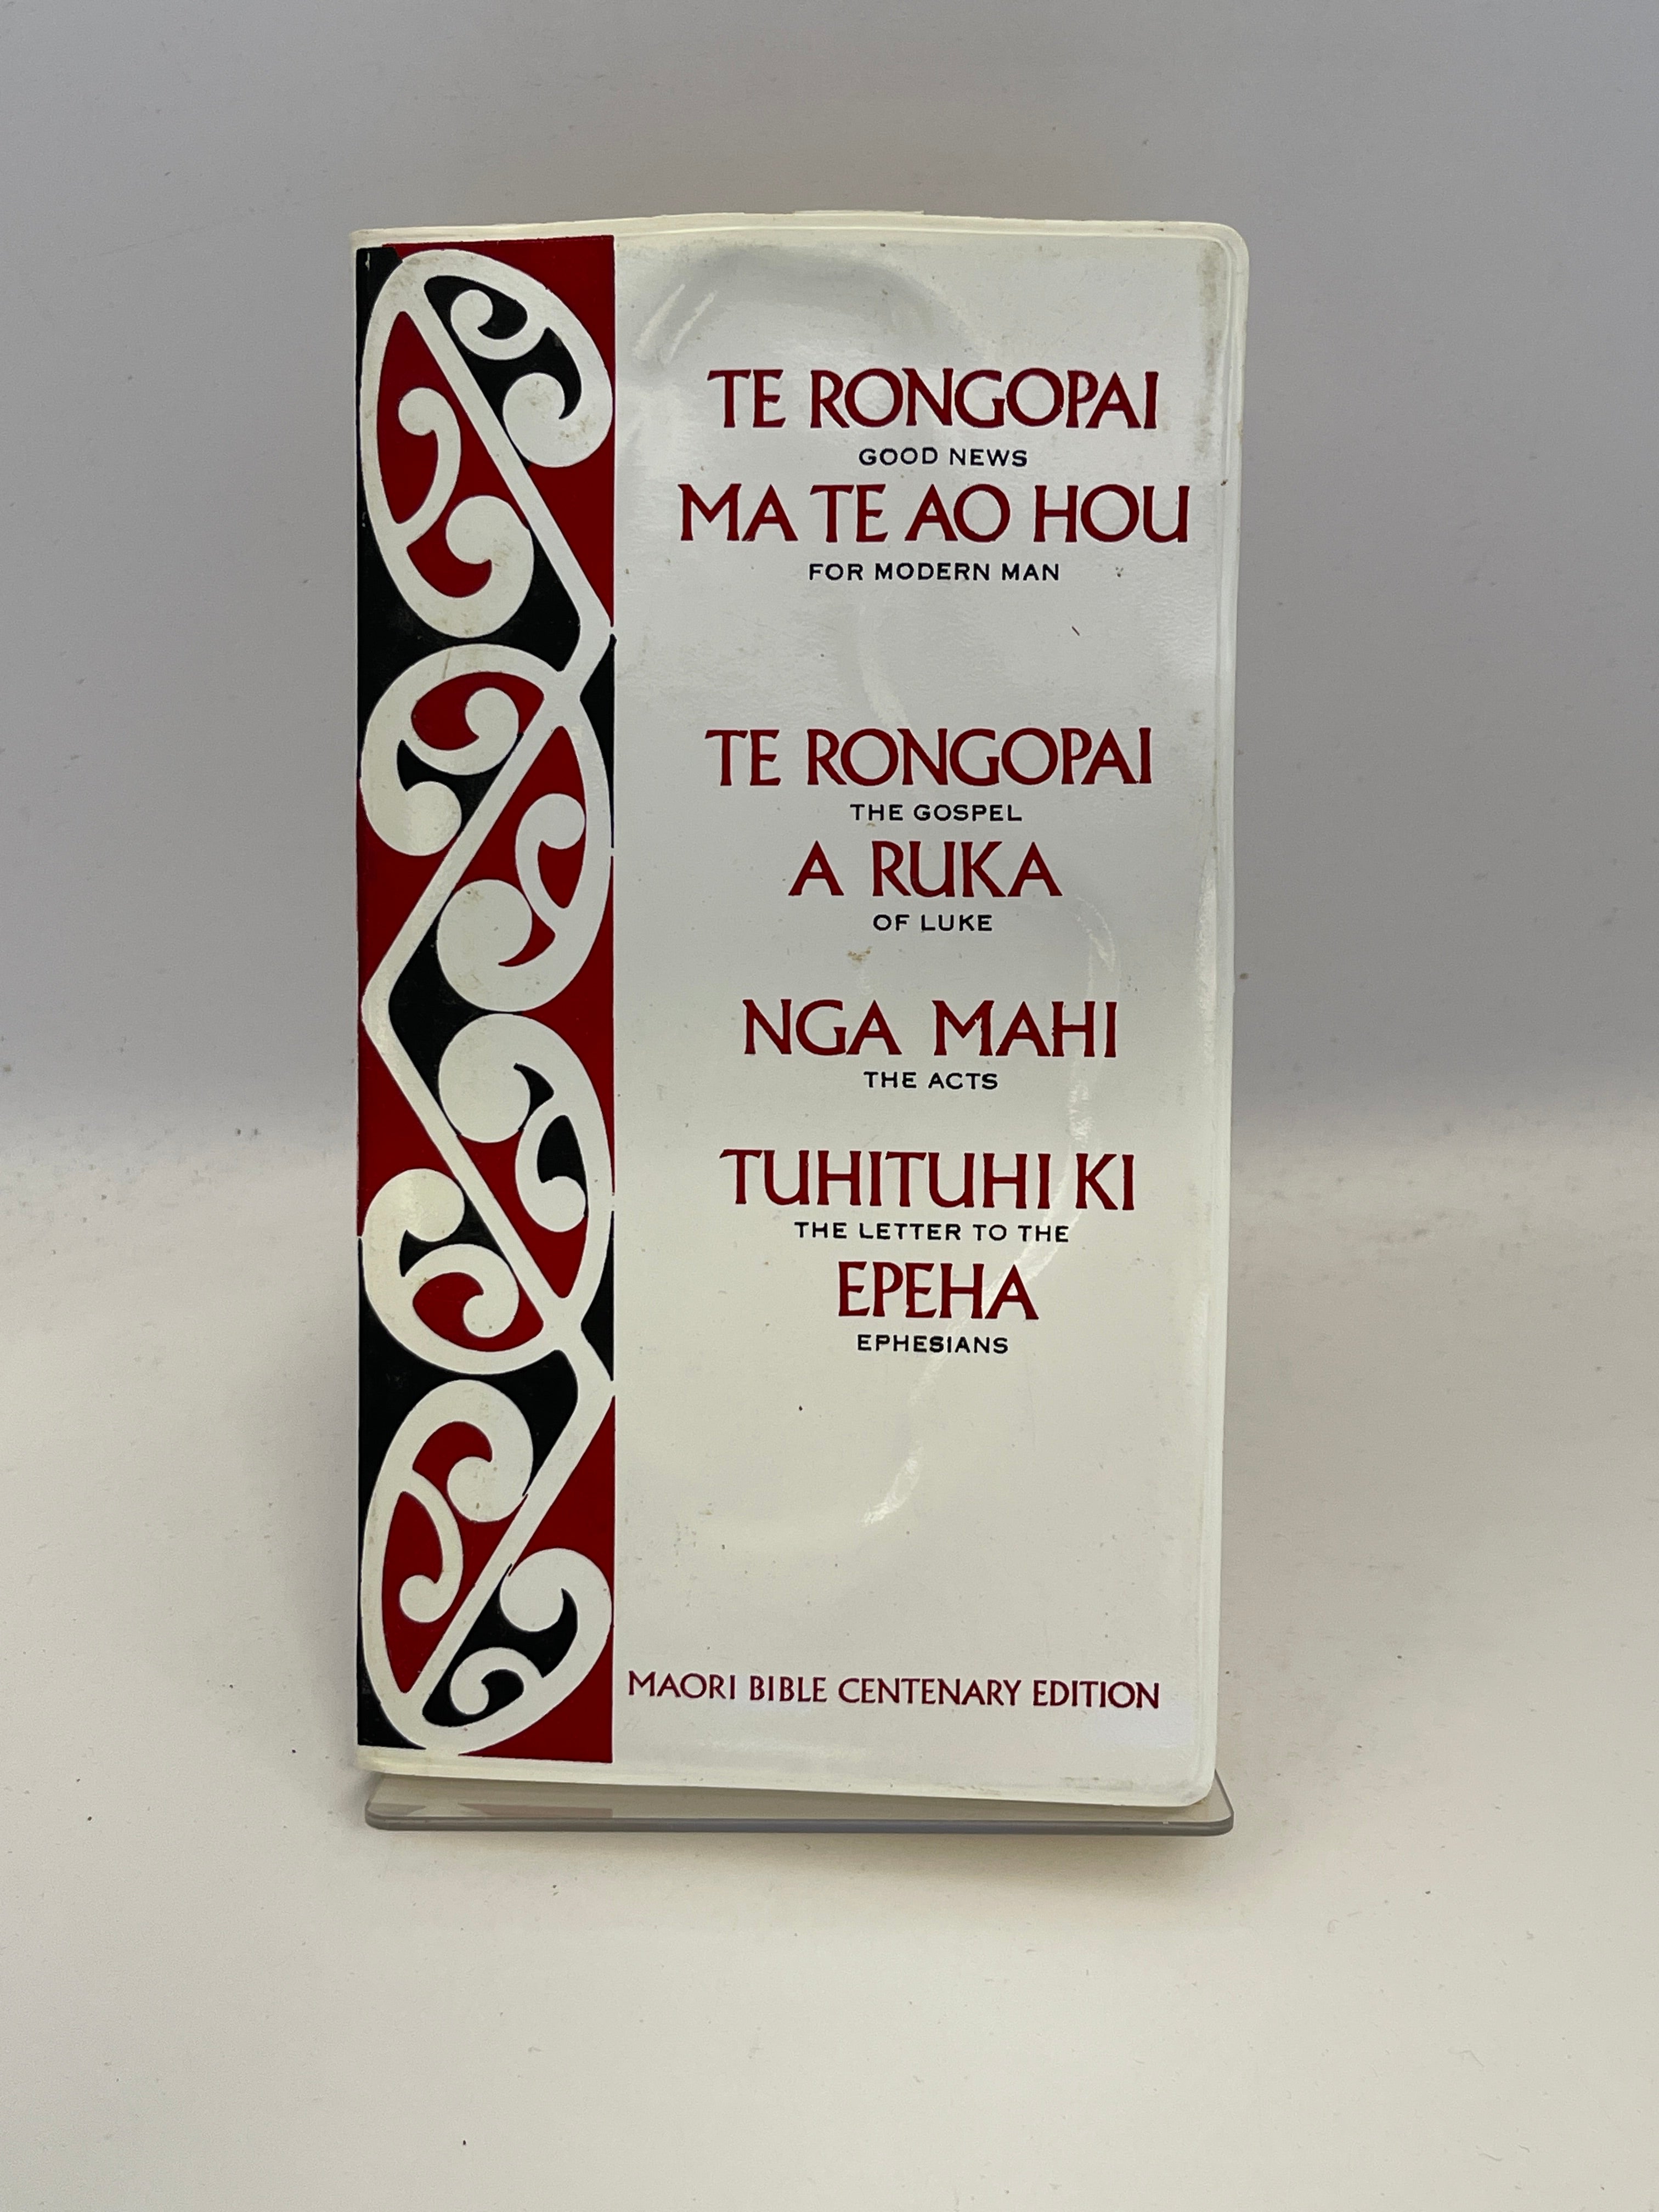 TE RONGOPAI
GOOD NEWS
MA TE AO HOU
FOR MODERN MAN
TE RONGOPAI
THE GOSPEL
A RUKA
OF LUKE
NGA MAHI
THE ACTS
TUHITUHI KI
THE LETTER TO THE
EPEHA
EPHESIANS
MAORI BIBLE CENTENARY EDITION